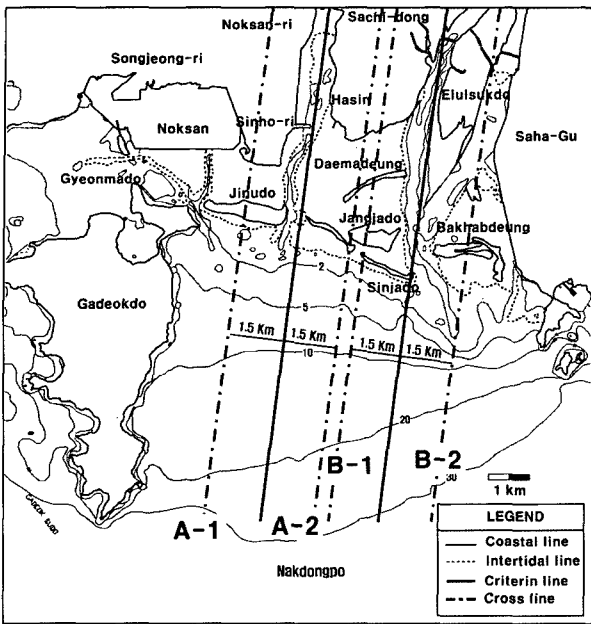 Noksan-ri
Sachi-dong
Songjeong-ri
Elulsukdo
Hasin
Noksan
Sinho-ri
Saha-Gu
Daemadeung
Gyeonmado
Jinudo
Jangjado
Bakhabdeung
2
Sinjado
Gadeokdo
5
1.5 Km
1.5 Km
1.5 Km
1.5 Km
10
20
B-1
B-2
30
1 km
A-1
A-2
LEGEND
Coastal line
Intertidal line
Criterin line
Cross line
Nakdongpo